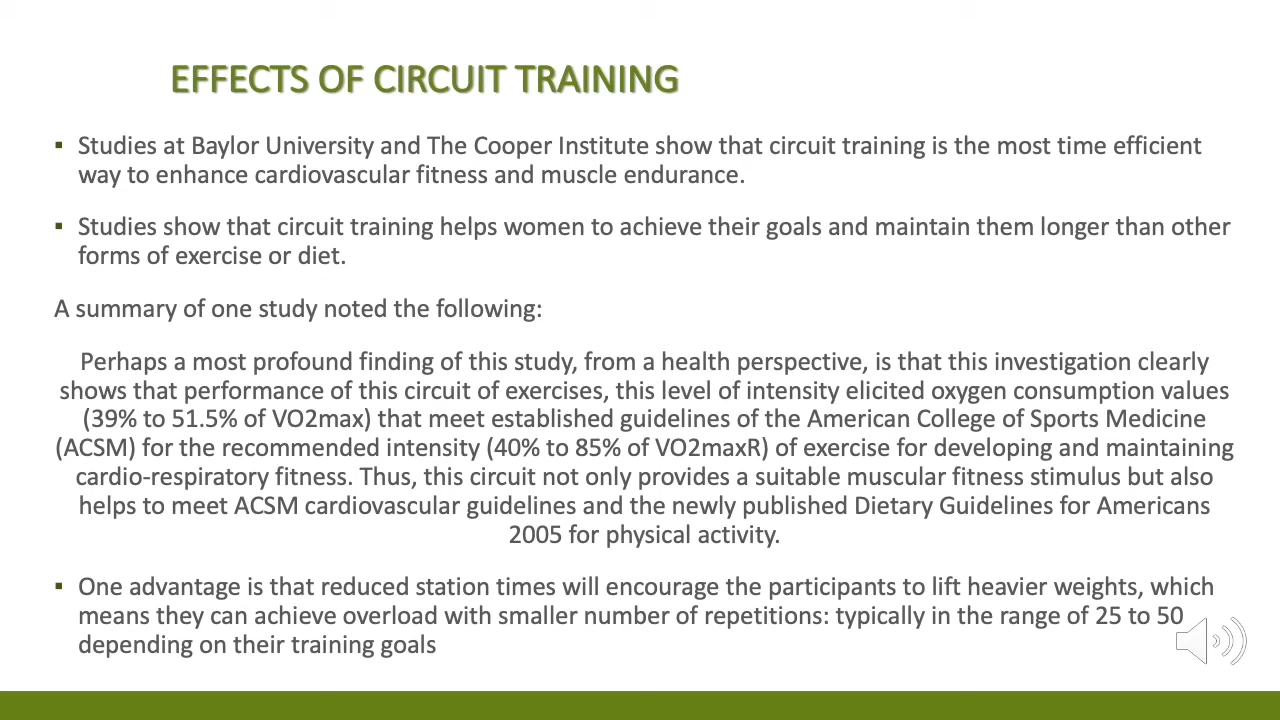 EFFECTS OF CIRCUIT TRAINING
▪ Studies at Baylor University and The Cooper Institute show that circuit training is the most time efficient
way to enhance cardiovascular fitness and muscle endurance.
▪ Studies show that circuit training helps women to achieve their goals and maintain them longer than other
forms of exercise or diet.
A summary of one study noted the following:
Perhaps a most profound finding of this study, from a health perspective, is that this investigation clearly
shows that performance of this circuit of exercises, this level of intensity elicited oxygen consumption values
(39% to 51.5% of VO2max) that meet established guidelines of the American College of Sports Medicine
(ACSM) for the recommended intensity (40% to 85% of VO2maxR) of exercise for developing and maintaining
cardio-respiratory fitness. Thus, this circuit not only provides a suitable muscular fitness stimulus but also
helps to meet ACSM cardiovascular guidelines and the newly published Dietary Guidelines for Americans
2005 for physical activity.
▪ One advantage is that reduced station times will encourage the participants to lift heavier weights, which
means they can achieve overload with smaller number of repetitions: typically in the range of 25 to 50
depending on their training goals